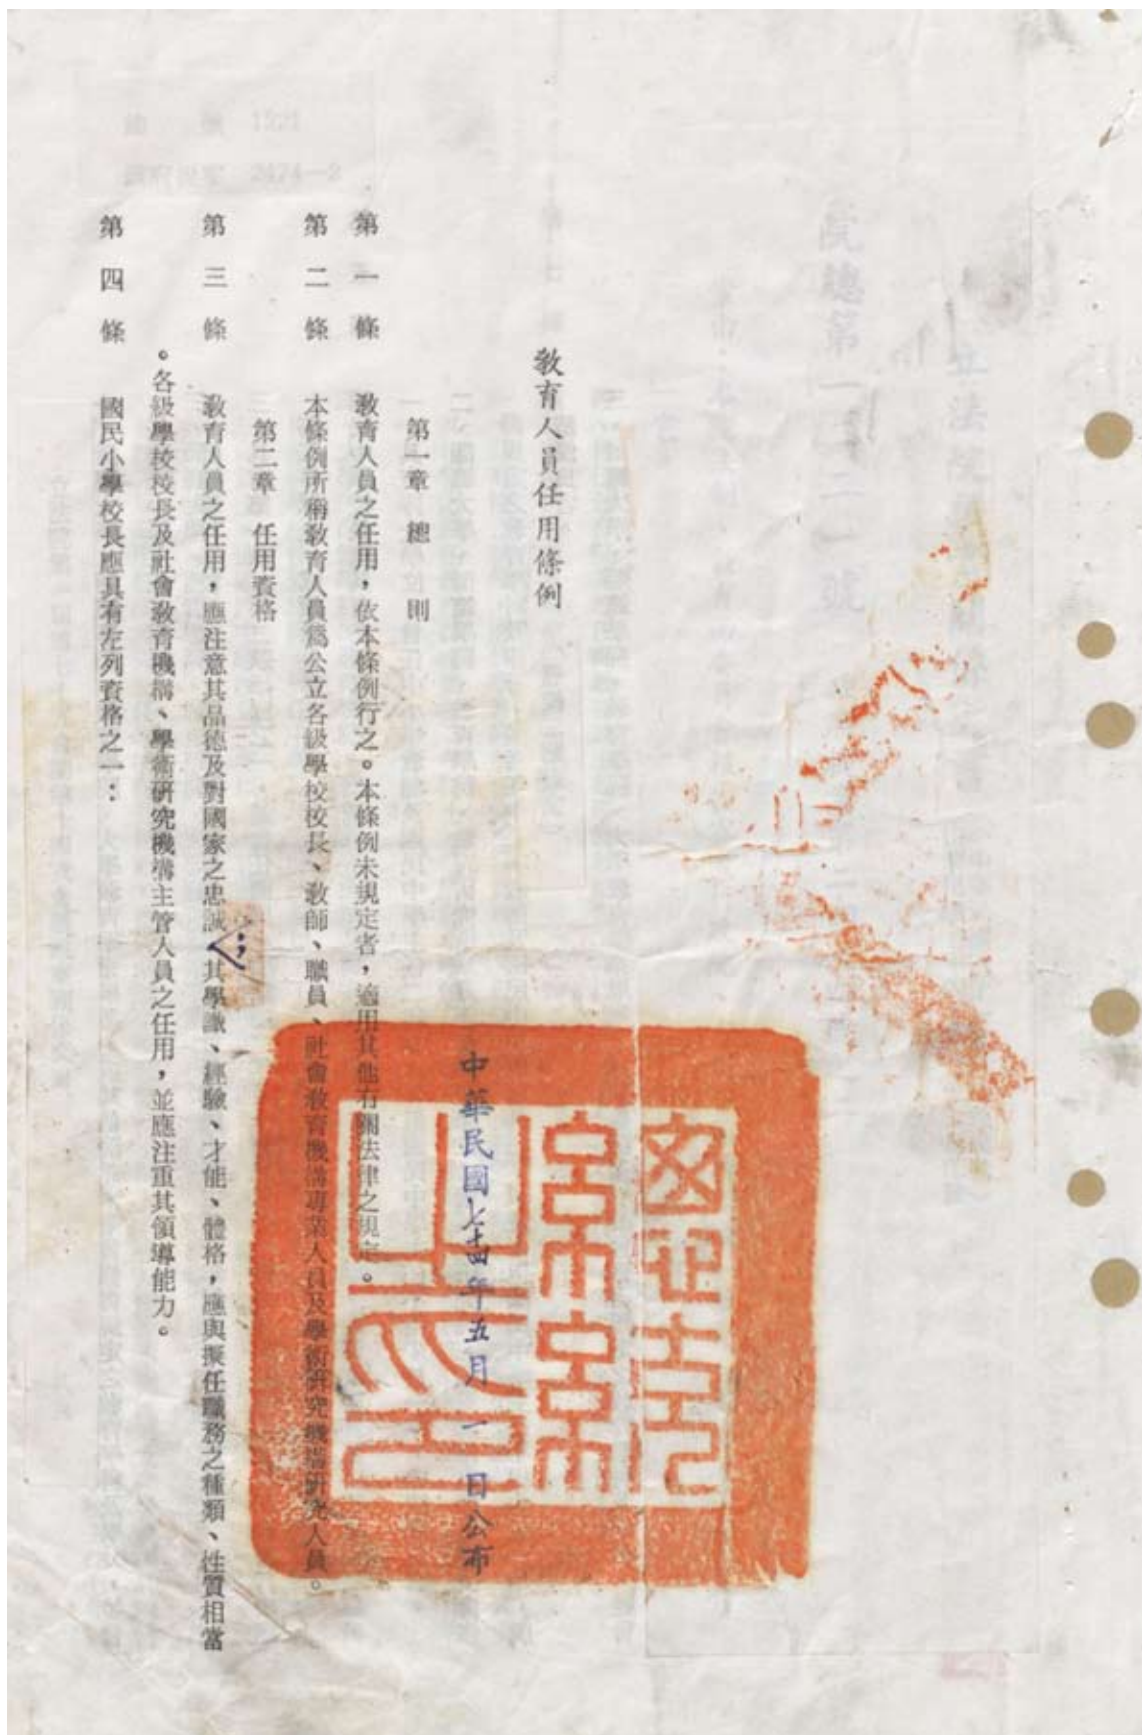 教育人員任用條例
中華民國七十四年五月一日公布
第一章 總則
第一條 教育人員之任用，依本條例行之。本條例未規定者，適用其他有關法律之規定。
第二條 本條例所稱教育人員爲公立各級學校校長、教師、職員、社會教育機構專業人員及學術研究機構研究人員。
第二章 任用資格
第三條 教育人員之任用，應注意其品德及對國家之忠誠；其學識、經驗、才能、體格，應與擬任職務之種類、性質相當
。各級學校校長及社會教育機構、學術研究機構主管人員之任用，並應注重其領導能力。
第四條 國民小學校長應具有左列資格之一：